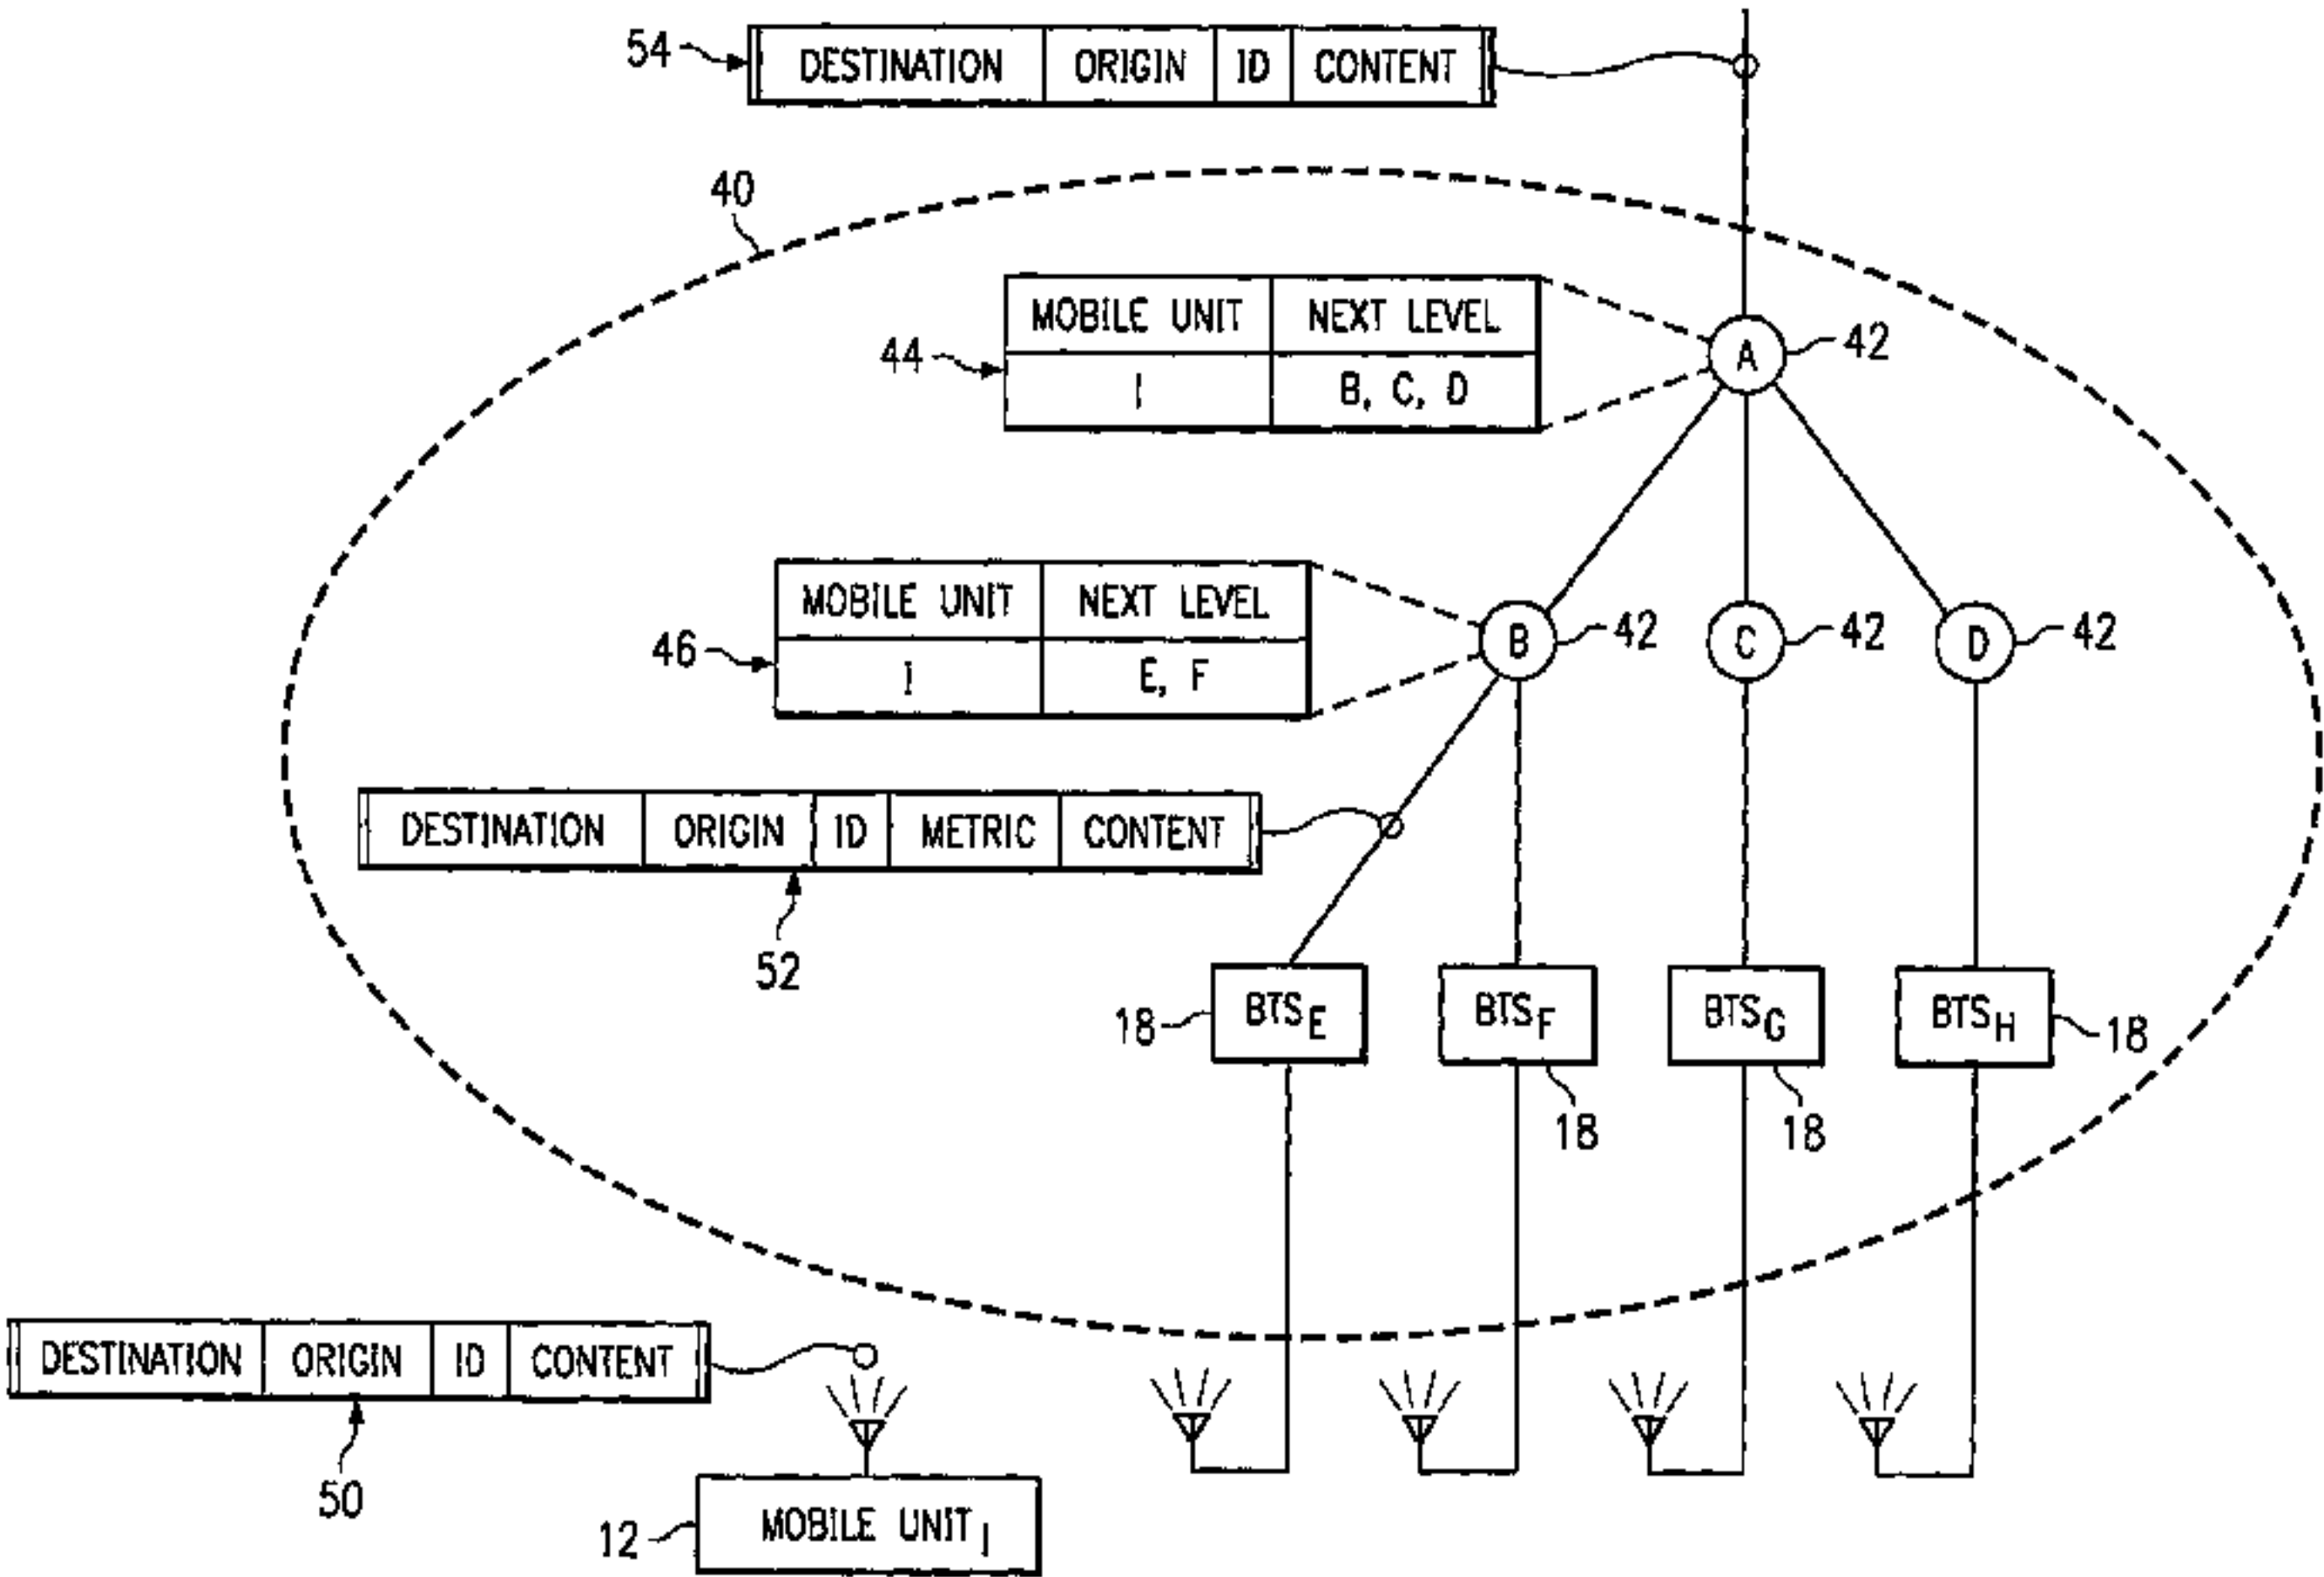 54 DESTINATION ORIGIN ID CONTENT
40
MOBILE UNIT NEXT LEVEL
44 I B, C, D
A 42
MOBILE UNIT NEXT LEVEL
46 I E, F
B 42 C 42 D 42
DESTINATION ORIGIN ID METRIC CONTENT
52
18 BTSE BTSF BTSG BTSH 18
18 18
DESTINATION ORIGIN ID CONTENT
50
12 MOBILE UNITI